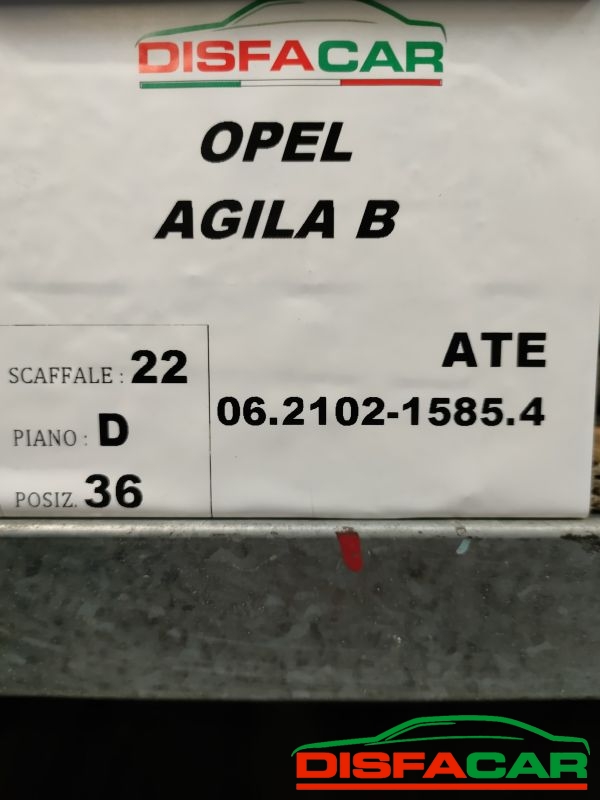 DISFACAR
OPEL
AGILA B
ATE
06.2102-1585.4
SCAFFALE : 22
PIANO : D
POSIZ. 36
DISFACAR